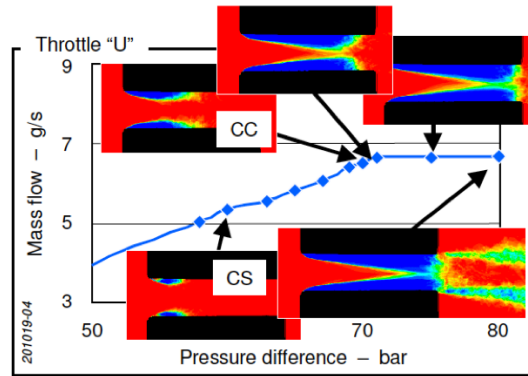 Throttle "U"
9
7
5
3
Mass flow – g/s
CC
CS
50
70
80
Pressure difference – bar
201019-04